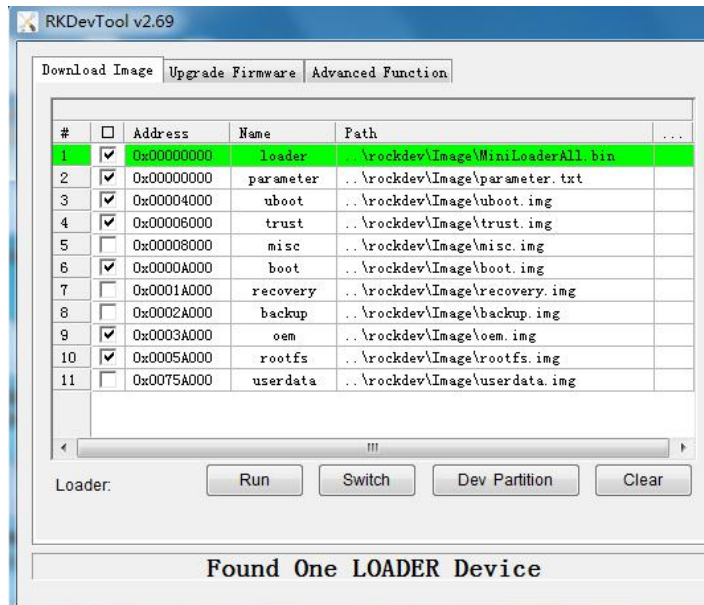 RKDevTool v2.69
Download Image Upgrade Firmware Advanced Function
# Address Name Path ...
1 0x00000000 loader ..\rockdev\Image\MiniLoaderAll.bin
2 0x00000000 parameter ..\rockdev\Image\parameter.txt
3 0x00004000 uboot ..\rockdev\Image\uboot.img
4 0x00006000 trust ..\rockdev\Image\trust.img
5 0x00008000 misc ..\rockdev\Image\misc.img
6 0x0000A000 boot ..\rockdev\Image\boot.img
7 0x0001A000 recovery ..\rockdev\Image\recovery.img
8 0x0002A000 backup ..\rockdev\Image\backup.img
9 0x0003A000 oem ..\rockdev\Image\oem.img
10 0x0005A000 rootfs ..\rockdev\Image\rootfs.img
11 0x0075A000 userdata ..\rockdev\Image\userdata.img
Loader: Run Switch Dev Partition Clear
Found One LOADER Device